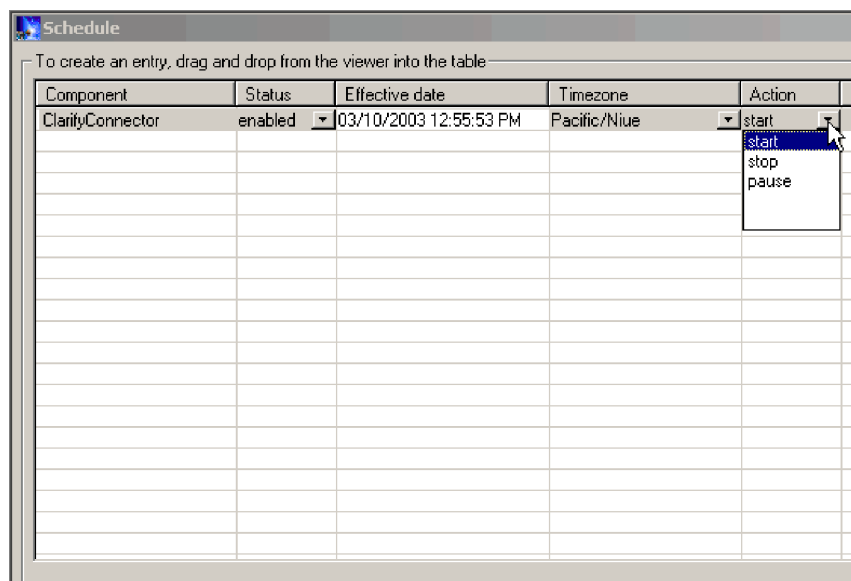 Schedule
To create an entry, drag and drop from the viewer into the table
Component Status Effective date Timezone Action
ClarifyConnector enabled 03/10/2003 12:55:53 PM Pacific/Niue start
start
stop
pause